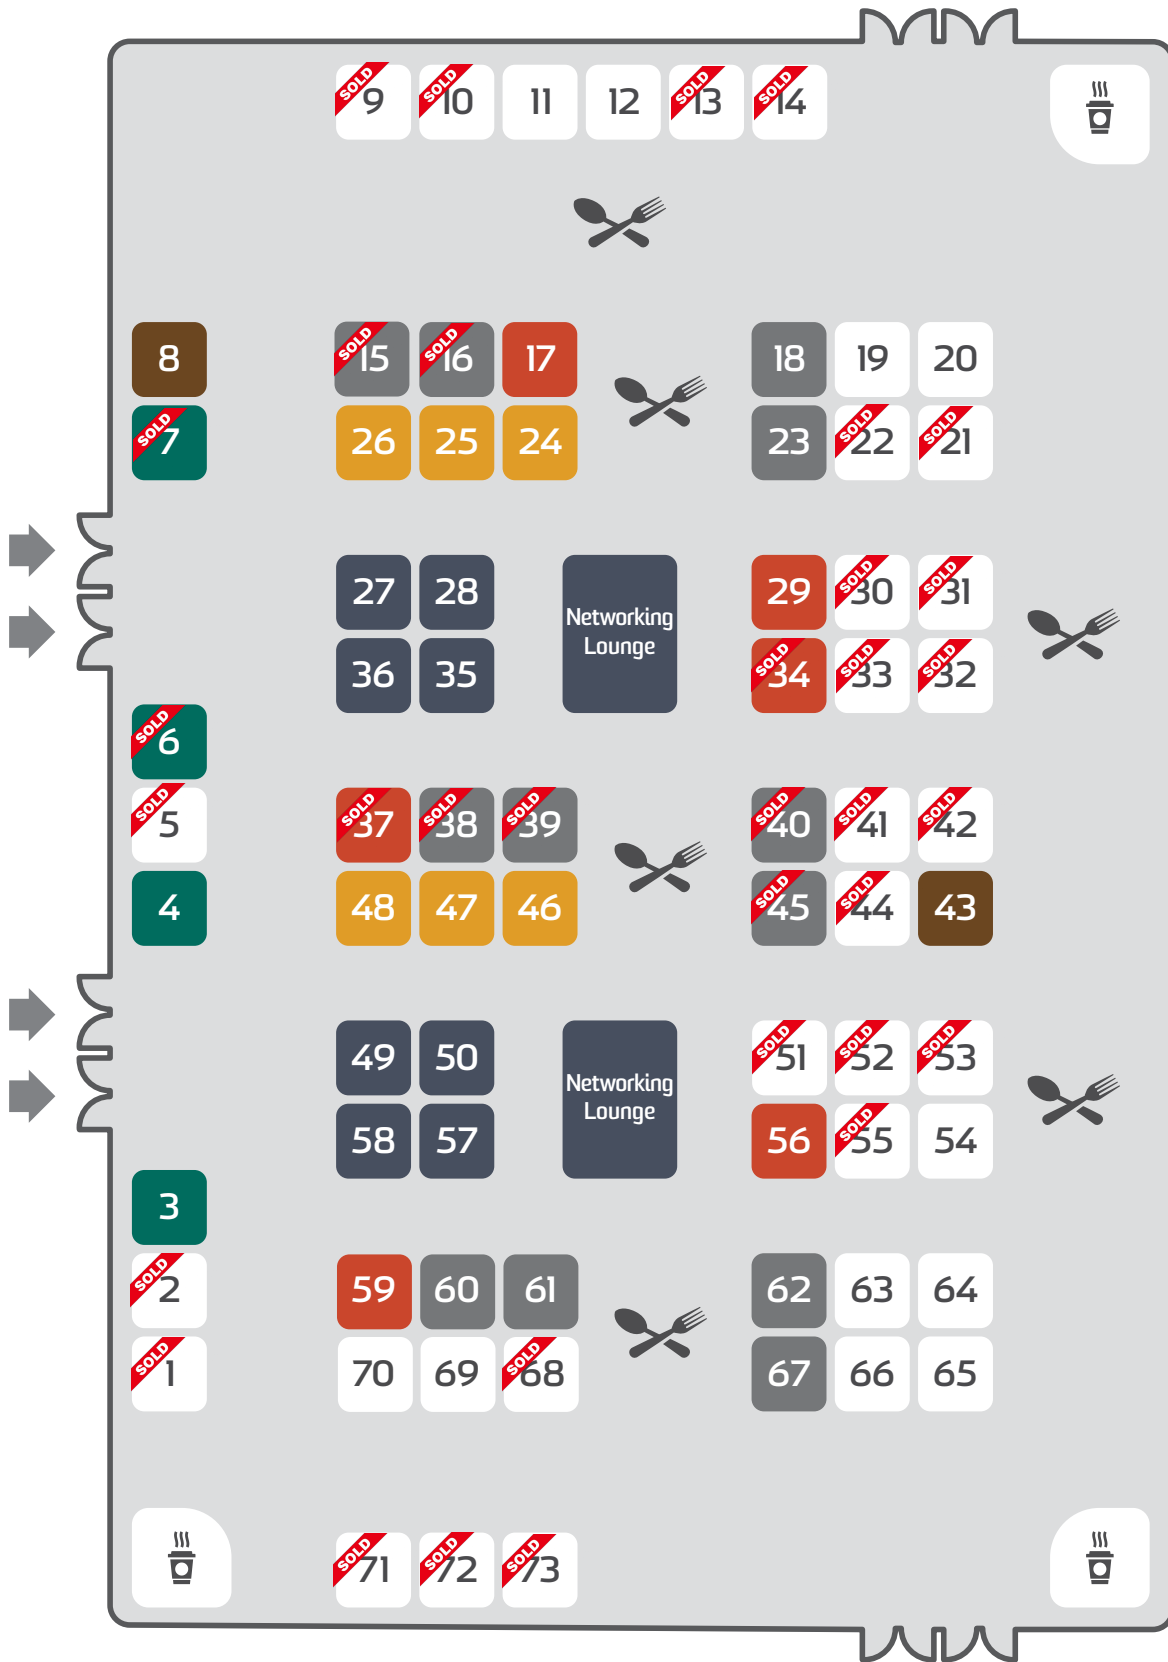 SOLD 9 SOLD 10 11 12 SOLD 13 SOLD 14
8 SOLD 15 SOLD 16 17 18 19 20
SOLD 7 26 25 24 23 SOLD 22 SOLD 21
27 28 Networking Lounge 29 SOLD 30 SOLD 31
36 35 SOLD 34 SOLD 33 SOLD 32
SOLD 6
SOLD 5 SOLD 37 SOLD 38 SOLD 39 SOLD 40 SOLD 41 SOLD 42
4 48 47 46 SOLD 45 SOLD 44 43
49 50 Networking Lounge SOLD 51 SOLD 52 SOLD 53
58 57 56 SOLD 55 54
3
SOLD 2 59 60 61 62 63 64
SOLD 1 70 69 SOLD 68 67 66 65
SOLD 71 SOLD 72 SOLD 73